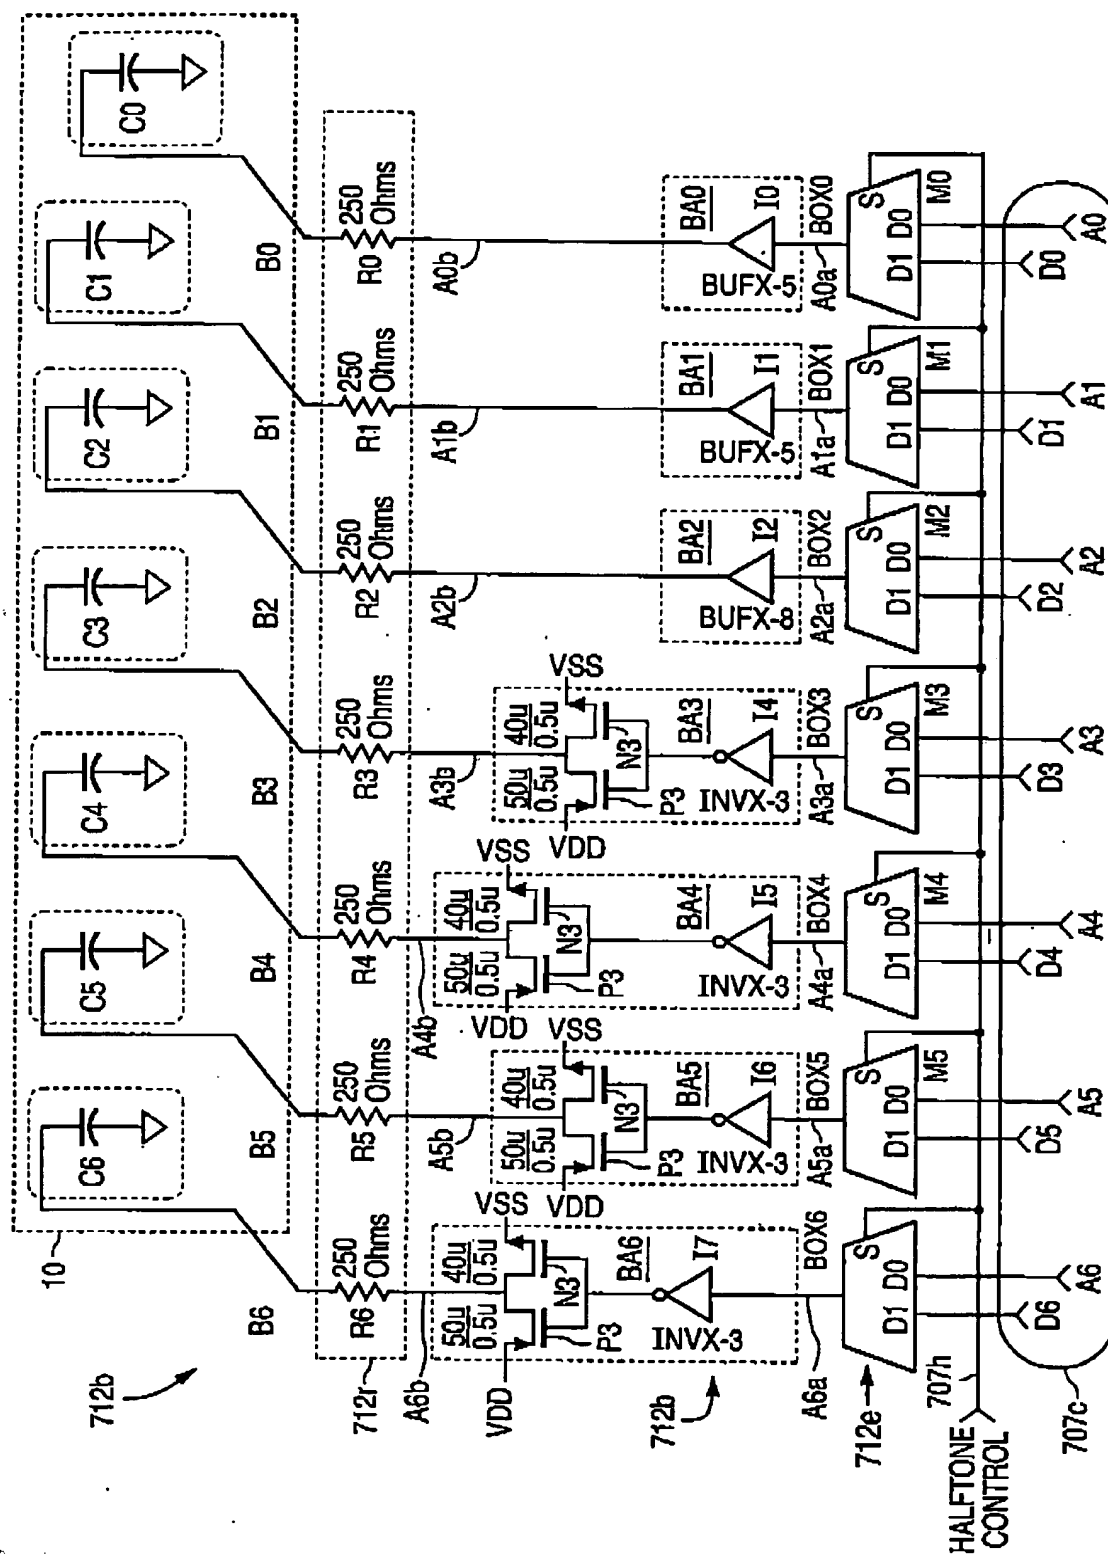 10
C6
C5
C4
C3
C2
C1
C0
712b
B6
B5
B4
B3
B2
B1
B0
250
Ohms
R6
250
Ohms
R5
250
Ohms
R4
250
Ohms
R3
250
Ohms
R2
250
Ohms
R1
250
Ohms
R0
712r
A6b
A5b
A4b
A3b
A2b
A1b
A0b
VDD
50u
0.5u
40u
0.5u
VSS
P3
N3
BA6
INVX-3
I7
VDD
50u
0.5u
40u
0.5u
VSS
P3
N3
BA5
INVX-3
I6
VDD
50u
0.5u
40u
0.5u
VSS
P3
N3
BA4
INVX-3
I5
VDD
50u
0.5u
40u
0.5u
VSS
P3
N3
BA3
INVX-3
I4
BA2
BUFX-8
I2
BA1
BUFX-5
I1
BA0
BUFX-5
I0
712b
A6a
BOX6
A5a
BOX5
A4a
BOX4
A3a
BOX3
A2a
BOX2
A1a
BOX1
A0a
BOX0
712e
D1 D0
S
D1 D0
S
M5
D1 D0
S
M4
D1 D0
S
M3
D1 D0
S
M2
D1 D0
S
M1
D1 D0
S
M0
707h
HALFTONE
CONTROL
D6
A6
D5
A5
D4
A4
D3
A3
D2
A2
D1
A1
D0
A0
707c